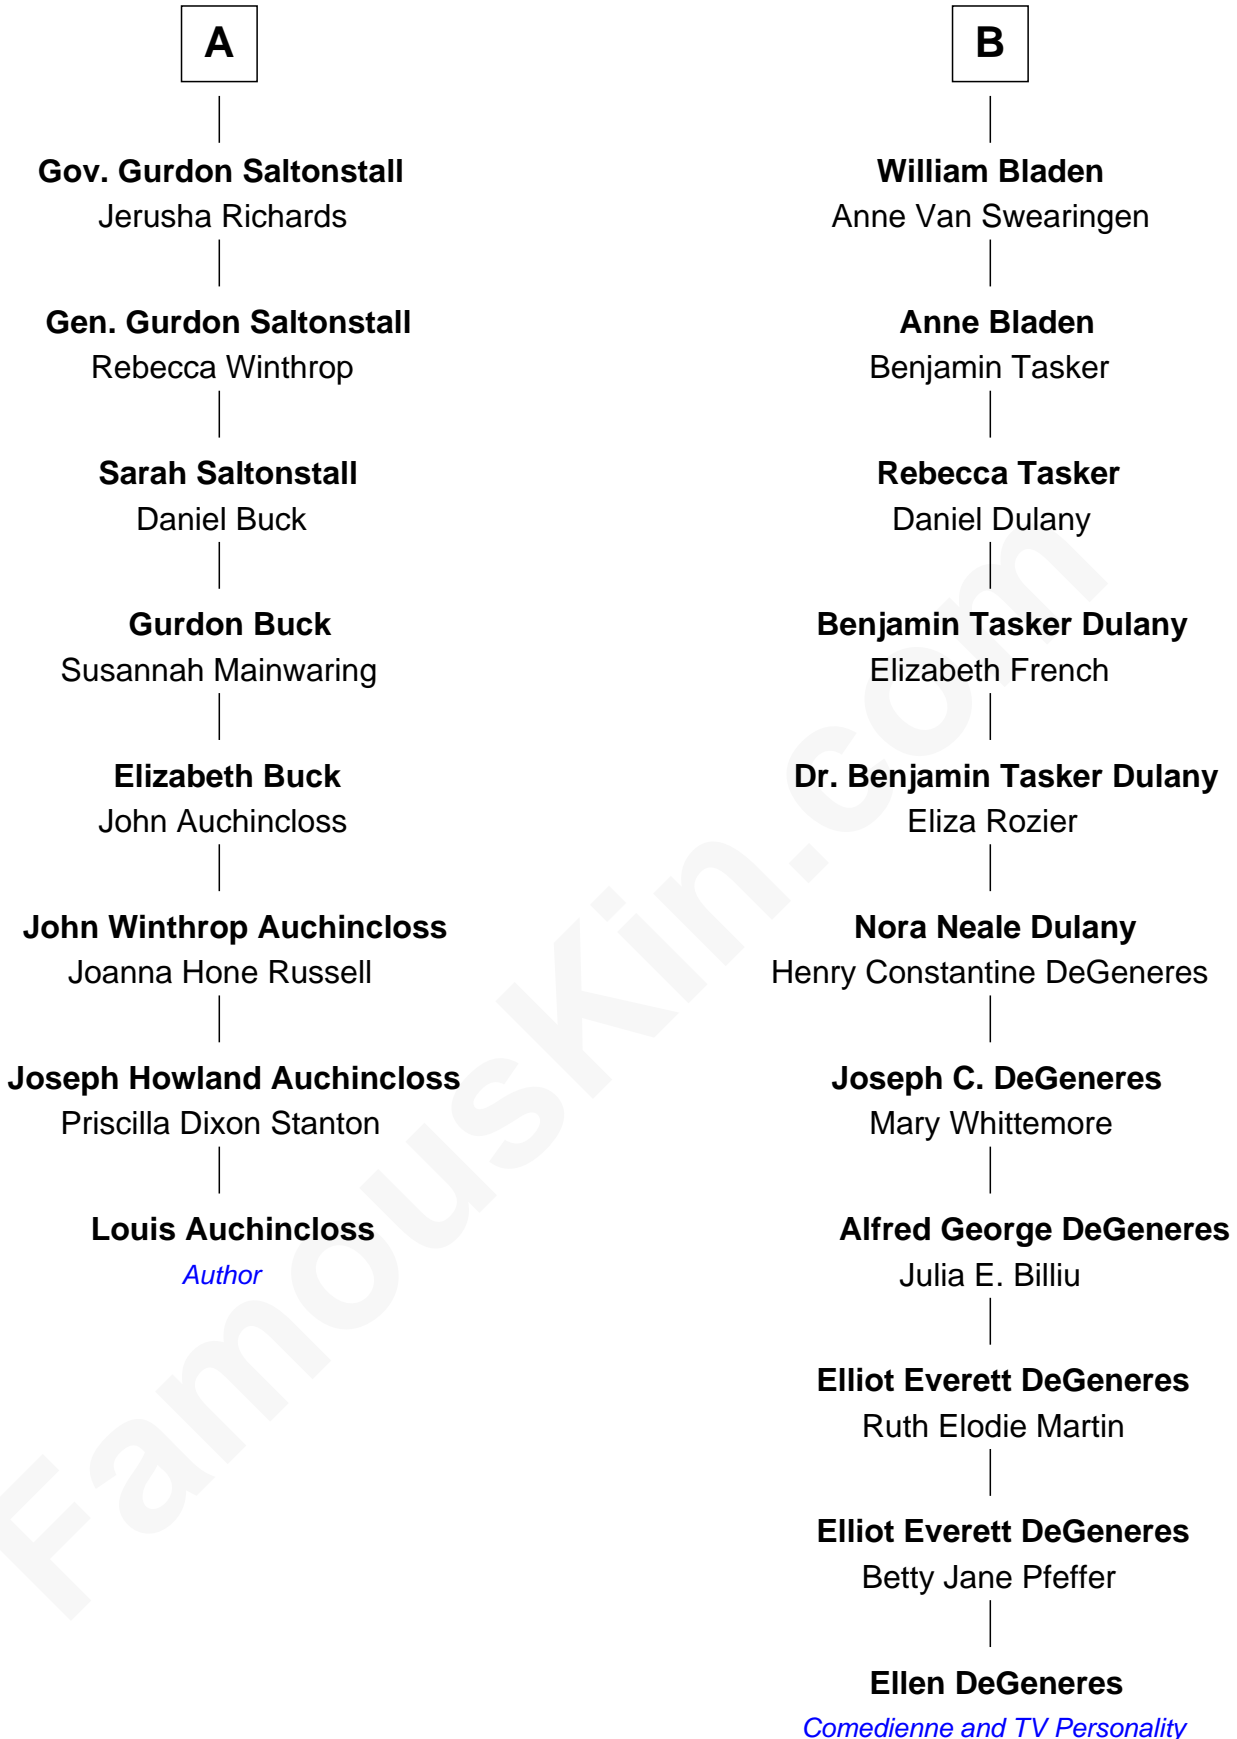 A
Gov. Gurdon Saltonstall
Jerusha Richards
Gen. Gurdon Saltonstall
Rebecca Winthrop
Sarah Saltonstall
Daniel Buck
Gurdon Buck
Susannah Mainwaring
Elizabeth Buck
John Auchincloss
John Winthrop Auchincloss
Joanna Hone Russell
Joseph Howland Auchincloss
Priscilla Dixon Stanton
Louis Auchincloss
Author
B
William Bladen
Anne Van Swearingen
Anne Bladen
Benjamin Tasker
Rebecca Tasker
Daniel Dulany
Benjamin Tasker Dulany
Elizabeth French
Dr. Benjamin Tasker Dulany
Eliza Rozier
Nora Neale Dulany
Henry Constantine DeGeneres
Joseph C. DeGeneres
Mary Whittemore
Alfred George DeGeneres
Julia E. Billiu
Elliot Everett DeGeneres
Ruth Elodie Martin
Elliot Everett DeGeneres
Betty Jane Pfeffer
Ellen DeGeneres
Comedienne and TV Personality
FamousKin.com